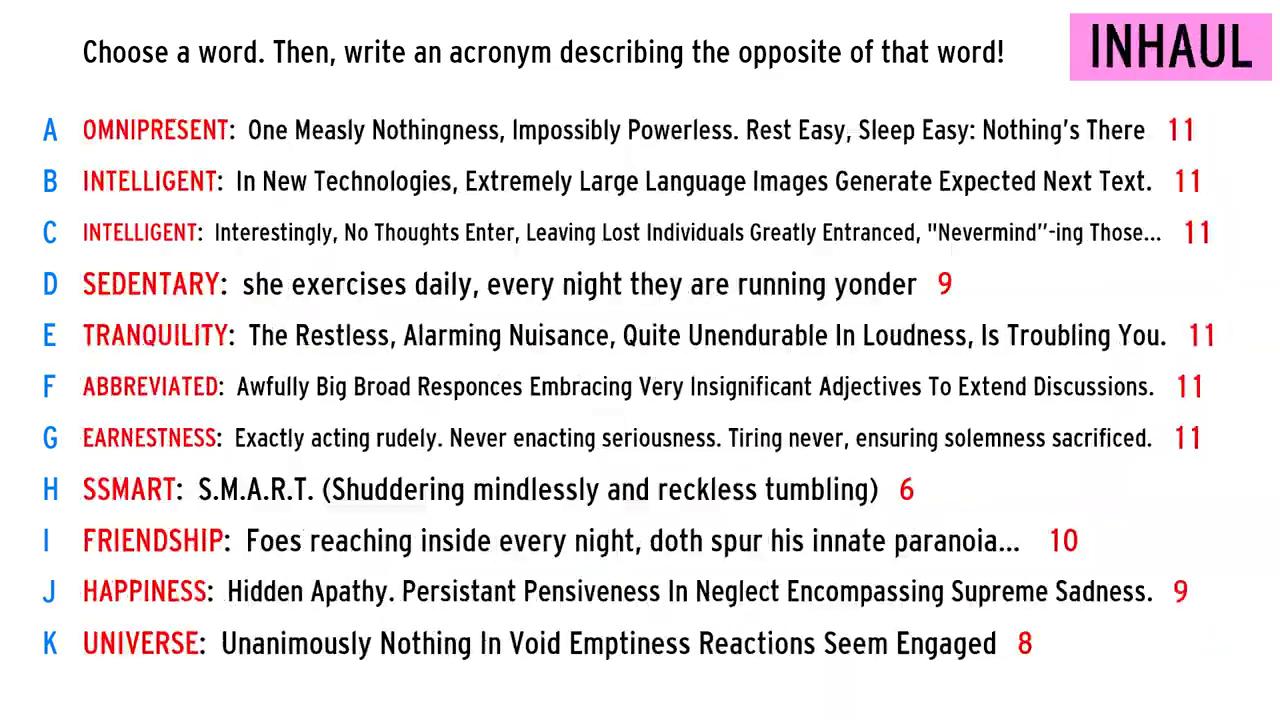 Choose a word. Then, write an acronym describing the opposite of that word!
INHAUL
A OMNIPRESENT: One Measly Nothingness, Impossibly Powerless. Rest Easy, Sleep Easy: Nothing's There 11
B INTELLIGENT: In New Technologies, Extremely Large Language Images Generate Expected Next Text. 11
C INTELLIGENT: Interestingly, No Thoughts Enter, Leaving Lost Individuals Greatly Entranced, "Nevermind"-ing Those... 11
D SEDENTARY: she exercises daily, every night they are running yonder 9
E TRANQUILITY: The Restless, Alarming Nuisance, Quite Unendurable In Loudness, Is Troubling You. 11
F ABBREVIATED: Awfully Big Broad Responces Embracing Very Insignificant Adjectives To Extend Discussions. 11
G EARNESTNESS: Exactly acting rudely. Never enacting seriousness. Tiring never, ensuring solemness sacrificed. 11
H SSMART: S.M.A.R.T. (Shuddering mindlessly and reckless tumbling) 6
I FRIENDSHIP: Foes reaching inside every night, doth spur his innate paranoia... 10
J HAPPINESS: Hidden Apathy. Persistant Pensiveness In Neglect Encompassing Supreme Sadness. 9
K UNIVERSE: Unanimously Nothing In Void Emptiness Reactions Seem Engaged 8